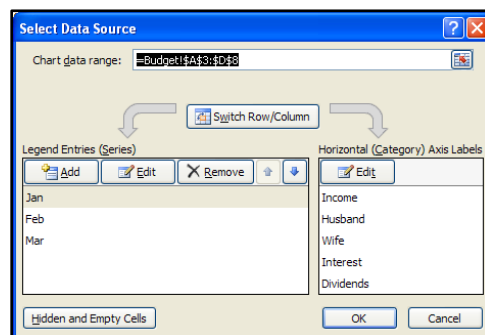 Select Data Source
Chart data range: =Budget!$A$3:$D$8
Switch Row/Column
Legend Entries (Series)
Add Edit Remove
Jan
Feb
Mar
Horizontal (Category) Axis Labels
Edit
Income
Husband
Wife
Interest
Dividends
Hidden and Empty Cells
OK Cancel